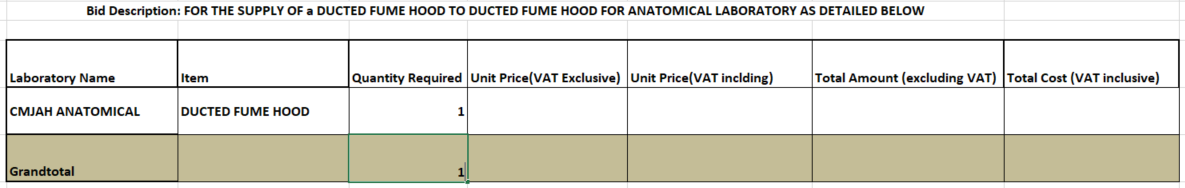 Bid Description: FOR THE SUPPLY OF a DUCTED FUME HOOD TO DUCTED FUME HOOD FOR ANATOMICAL LABORATORY AS DETAILED BELOW
Laboratory Name Item Quantity Required Unit Price(VAT Exclusive) Unit Price(VAT inclding) Total Amount (excluding VAT) Total Cost (VAT inclusive)
CMJAH ANATOMICAL DUCTED FUME HOOD 1
Grandtotal 1